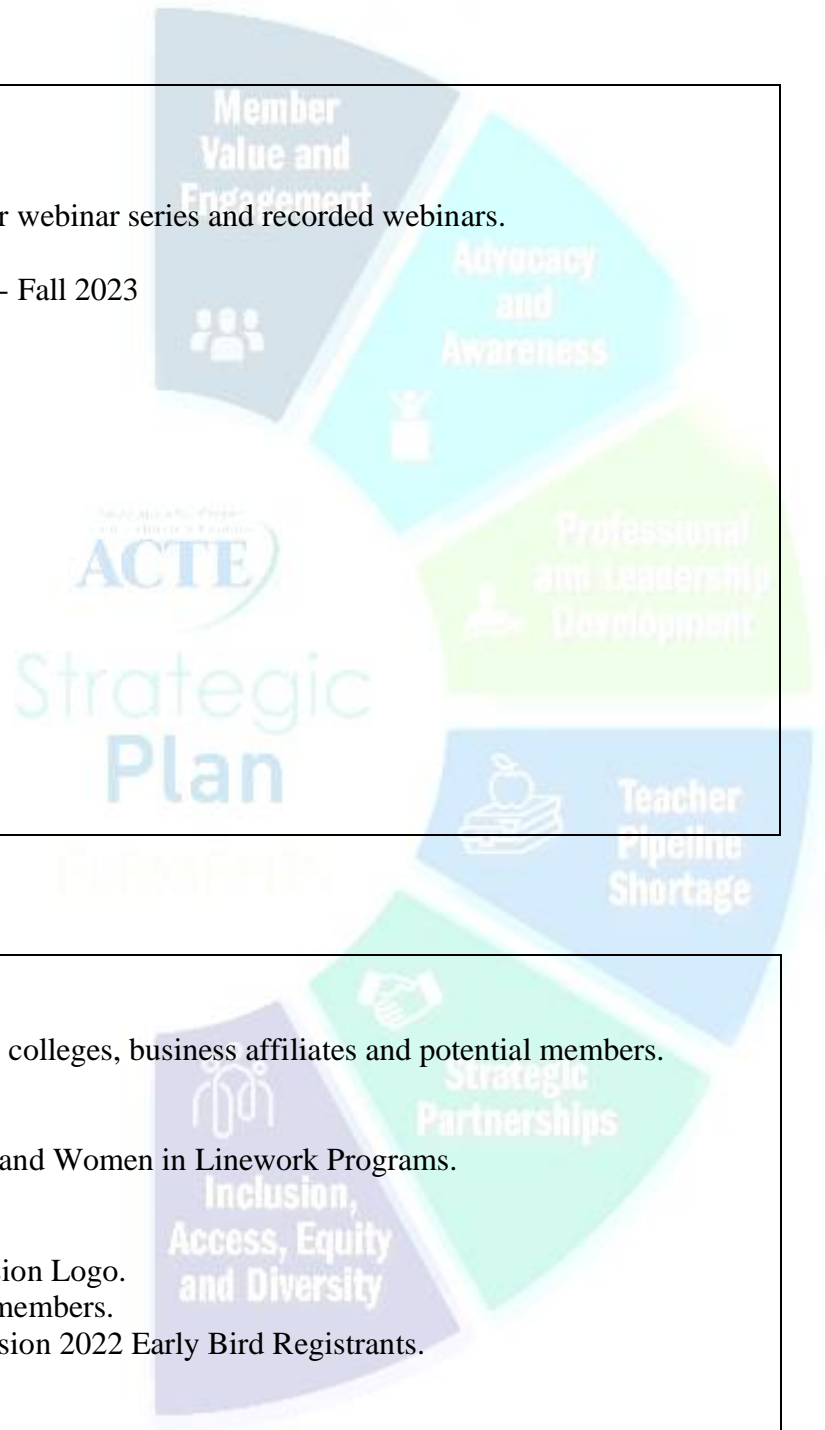 Member
Value and
Engagement
r webinar series and recorded webinars.
Advocacy
and
Awareness
- Fall 2023
Professional
and Leadership
Development
ACTE
Strategic
Plan
Teacher
Pipeline
Shortage
colleges, business affiliates and potential members.
Strategic
Partnerships
and Women in Linework Programs.
Inclusion,
Access, Equity
and Diversity
sion Logo.
members.
sion 2022 Early Bird Registrants.